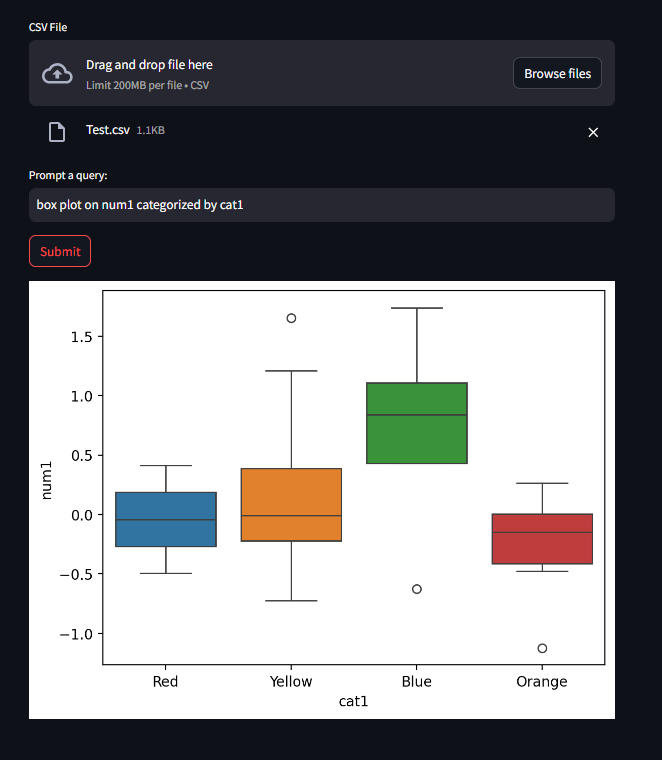 CSV File
Drag and drop file here
Limit 200MB per file • CSV
Browse files
Test.csv 1.1KB
Prompt a query:
box plot on num1 categorized by cat1
Submit
1.5
1.0
0.5
0.0
−0.5
−1.0
num1
Red Yellow Blue Orange
cat1